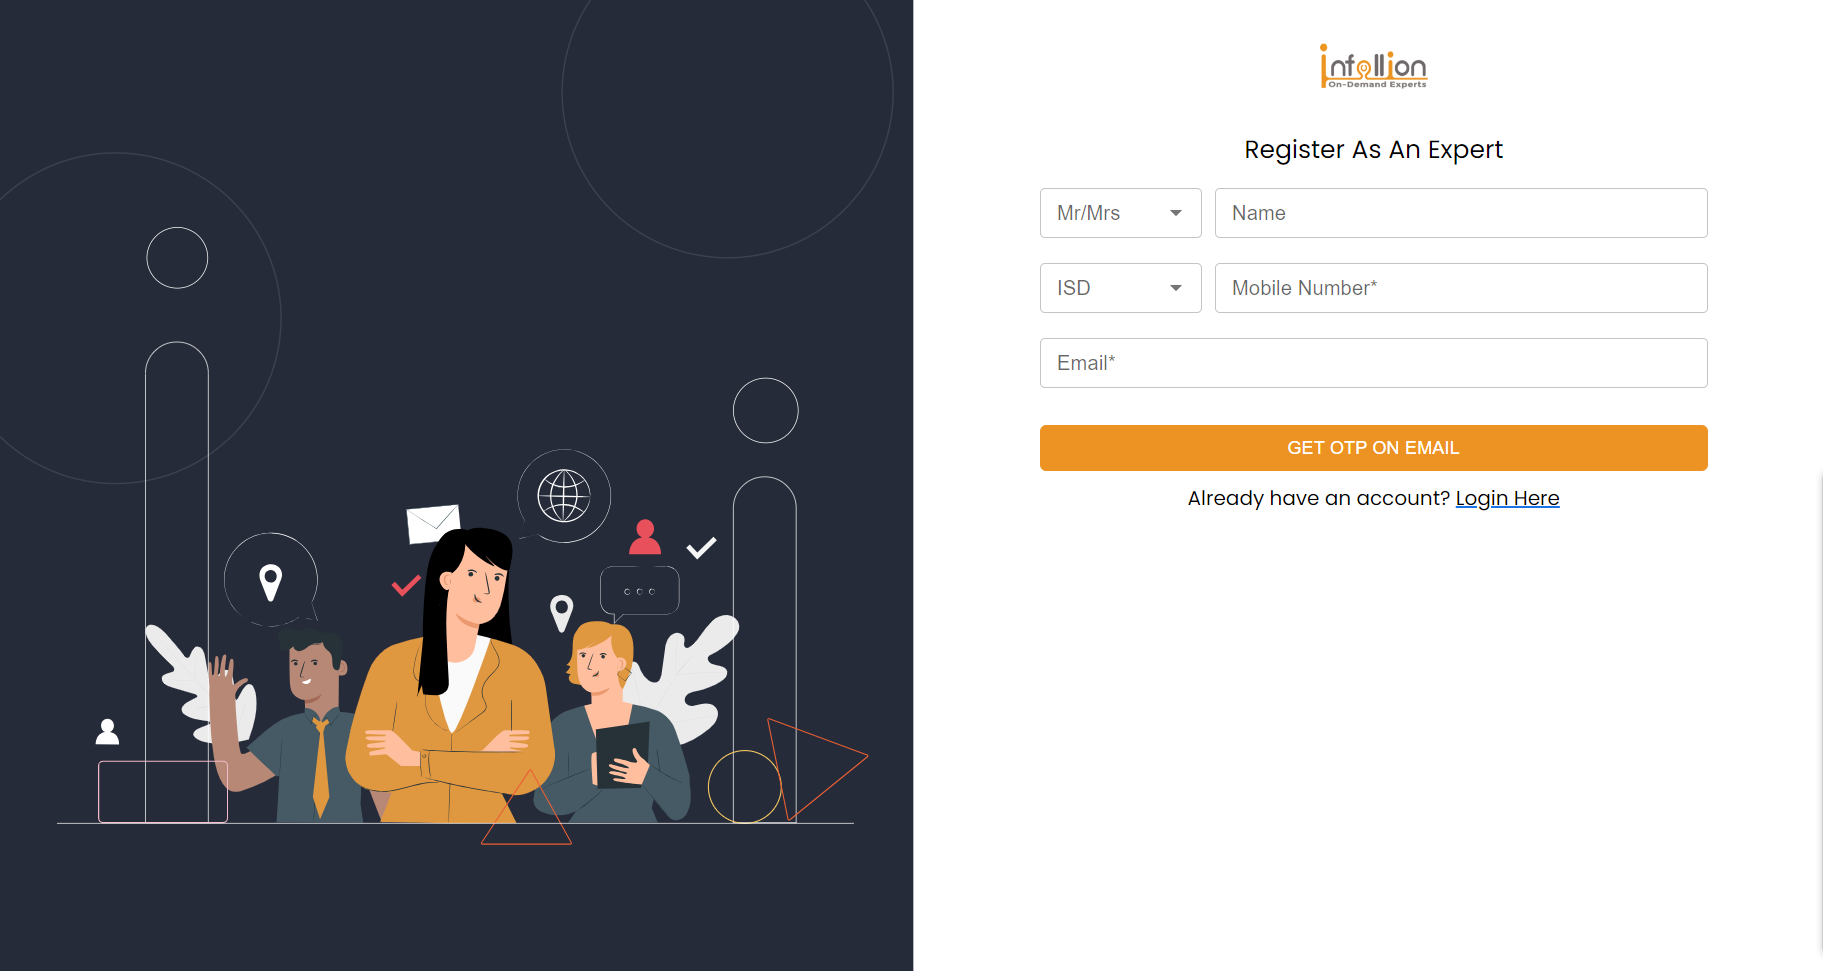 infollion
On-Demand Experts
Register As An Expert
Mr/Mrs
Name
ISD
Mobile Number*
Email*
GET OTP ON EMAIL
Already have an account? Login Here